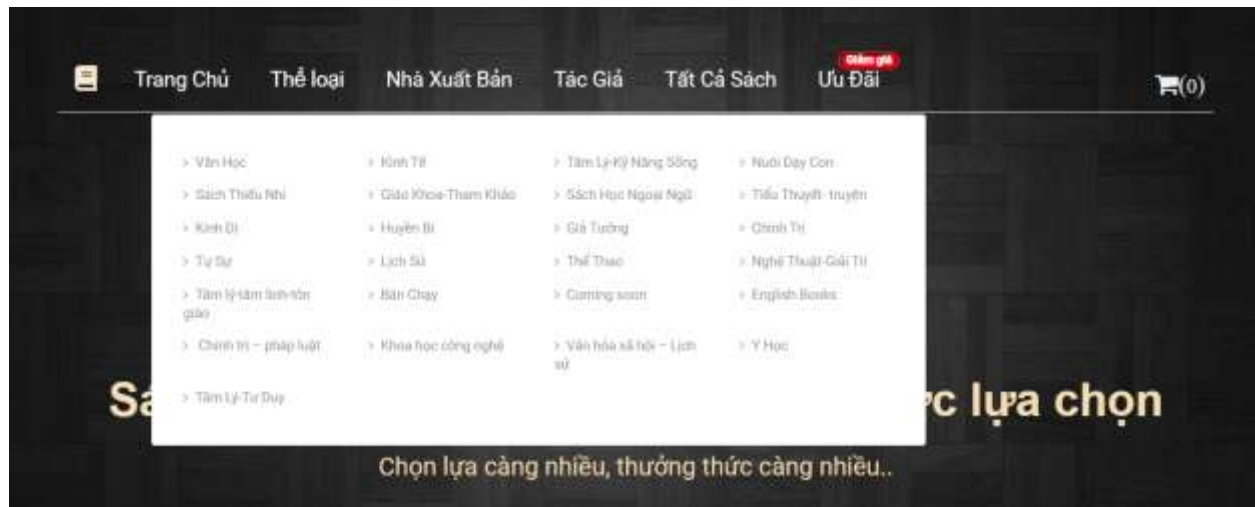 Giảm giá
Trang Chủ Thể loại Nhà Xuất Bản Tác Giả Tất Cả Sách Ưu Đãi (0)
> Văn Học > Kinh Tế > Tâm Lý-Kỹ Năng Sống > Nuôi Dạy Con
> Sách Thiếu Nhi > Giáo Khoa-Tham Khảo > Sách Học Ngoại Ngữ > Tiểu Thuyết- truyện
> Kinh Dị > Huyền Bí > Giả Tưởng > Chính Trị
> Tự Sự > Lịch Sử > Thể Thao > Nghệ Thuật-Giải Trí
> Tâm lý-tâm linh-tôn > Bán Chạy > Coming soon > English Books
giáo
> Chính trị – pháp luật > Khoa học công nghệ > Văn hóa xã hội – Lịch > Y Học
sử
> Tâm Lý-Tư Duy
lựa chọn
Chọn lựa càng nhiều, thưởng thức càng nhiều..